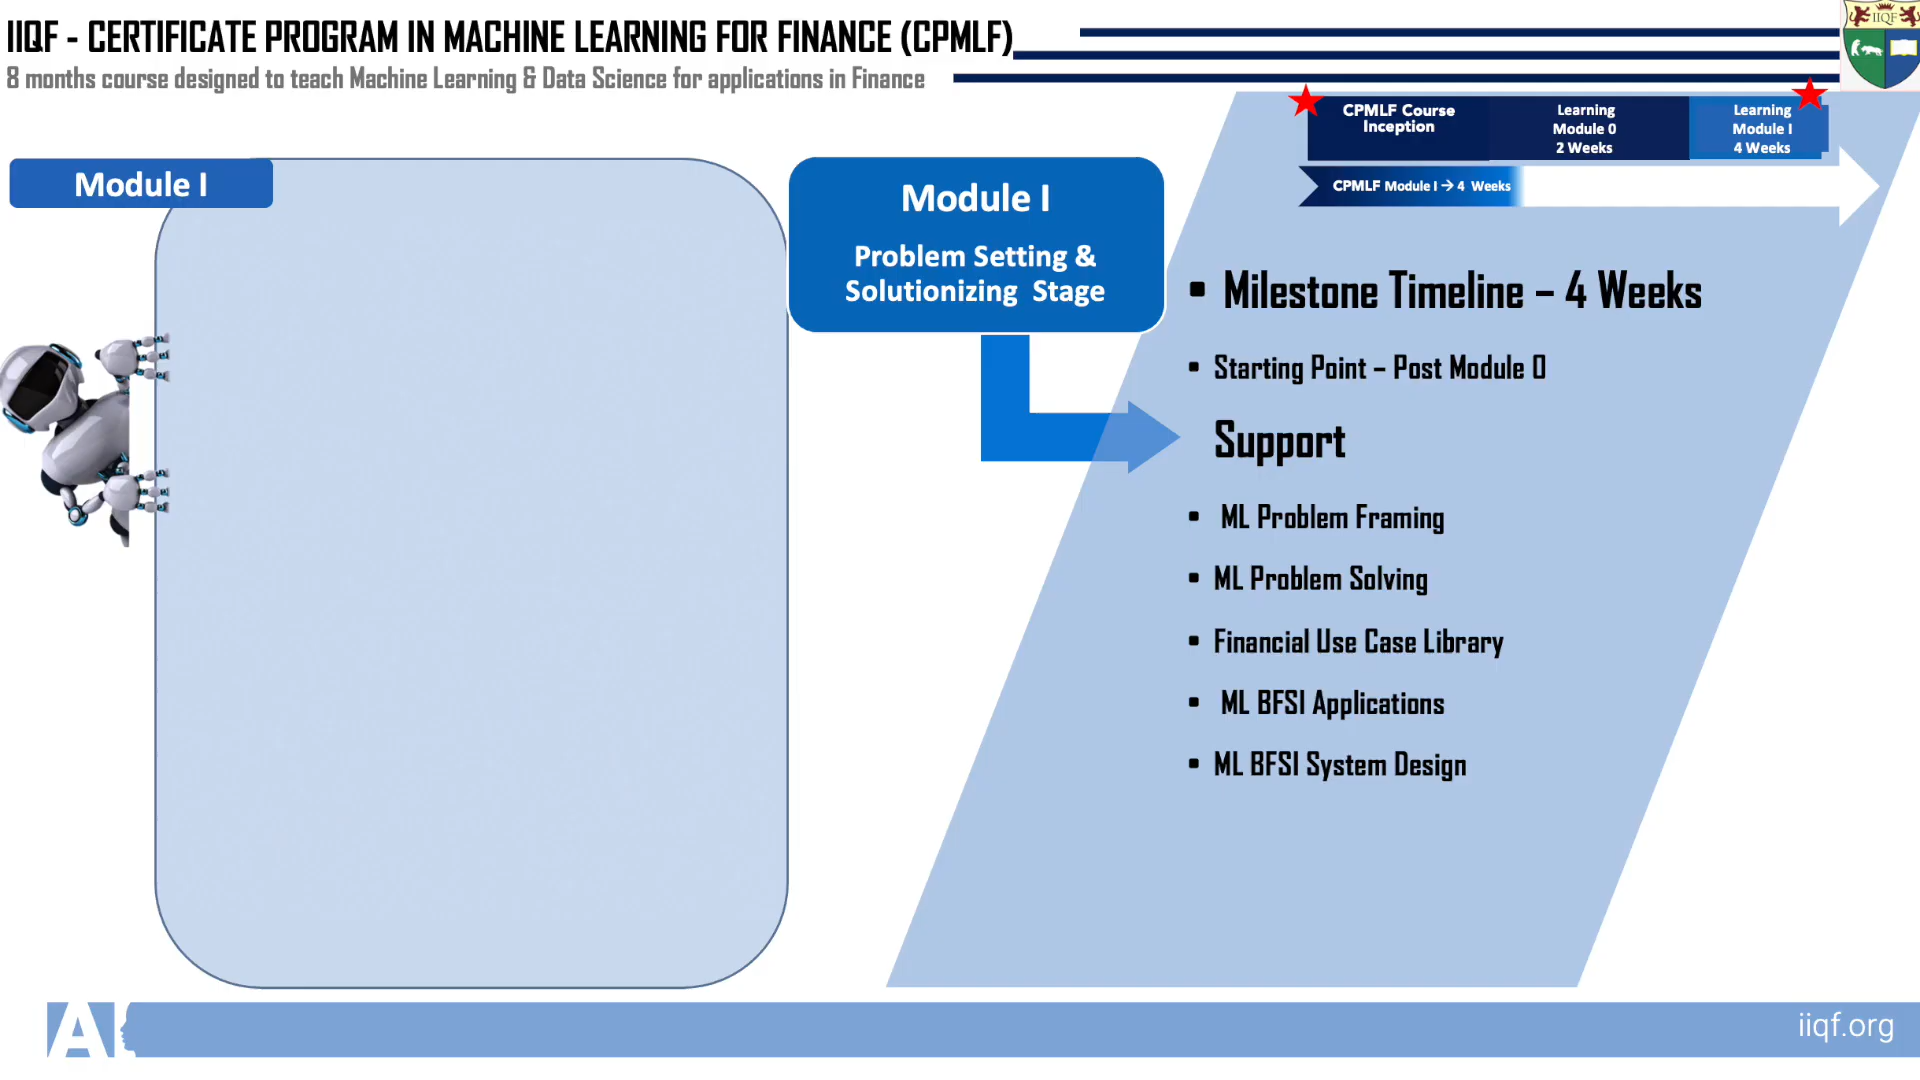 IIQF - CERTIFICATE PROGRAM IN MACHINE LEARNING FOR FINANCE (CPMLF)
8 months course designed to teach Machine Learning & Data Science for applications in Finance
IIQF
CPMLF Course
Inception
Learning
Module 0
2 Weeks
Learning
Module I
4 Weeks
CPMLF Module I → 4 Weeks
Module I
Module I
Problem Setting &
Solutionizing Stage
▪ Milestone Timeline – 4 Weeks
▪ Starting Point – Post Module 0
Support
▪ ML Problem Framing
▪ ML Problem Solving
▪ Financial Use Case Library
▪ ML BFSI Applications
▪ ML BFSI System Design
AI
iiqf.org